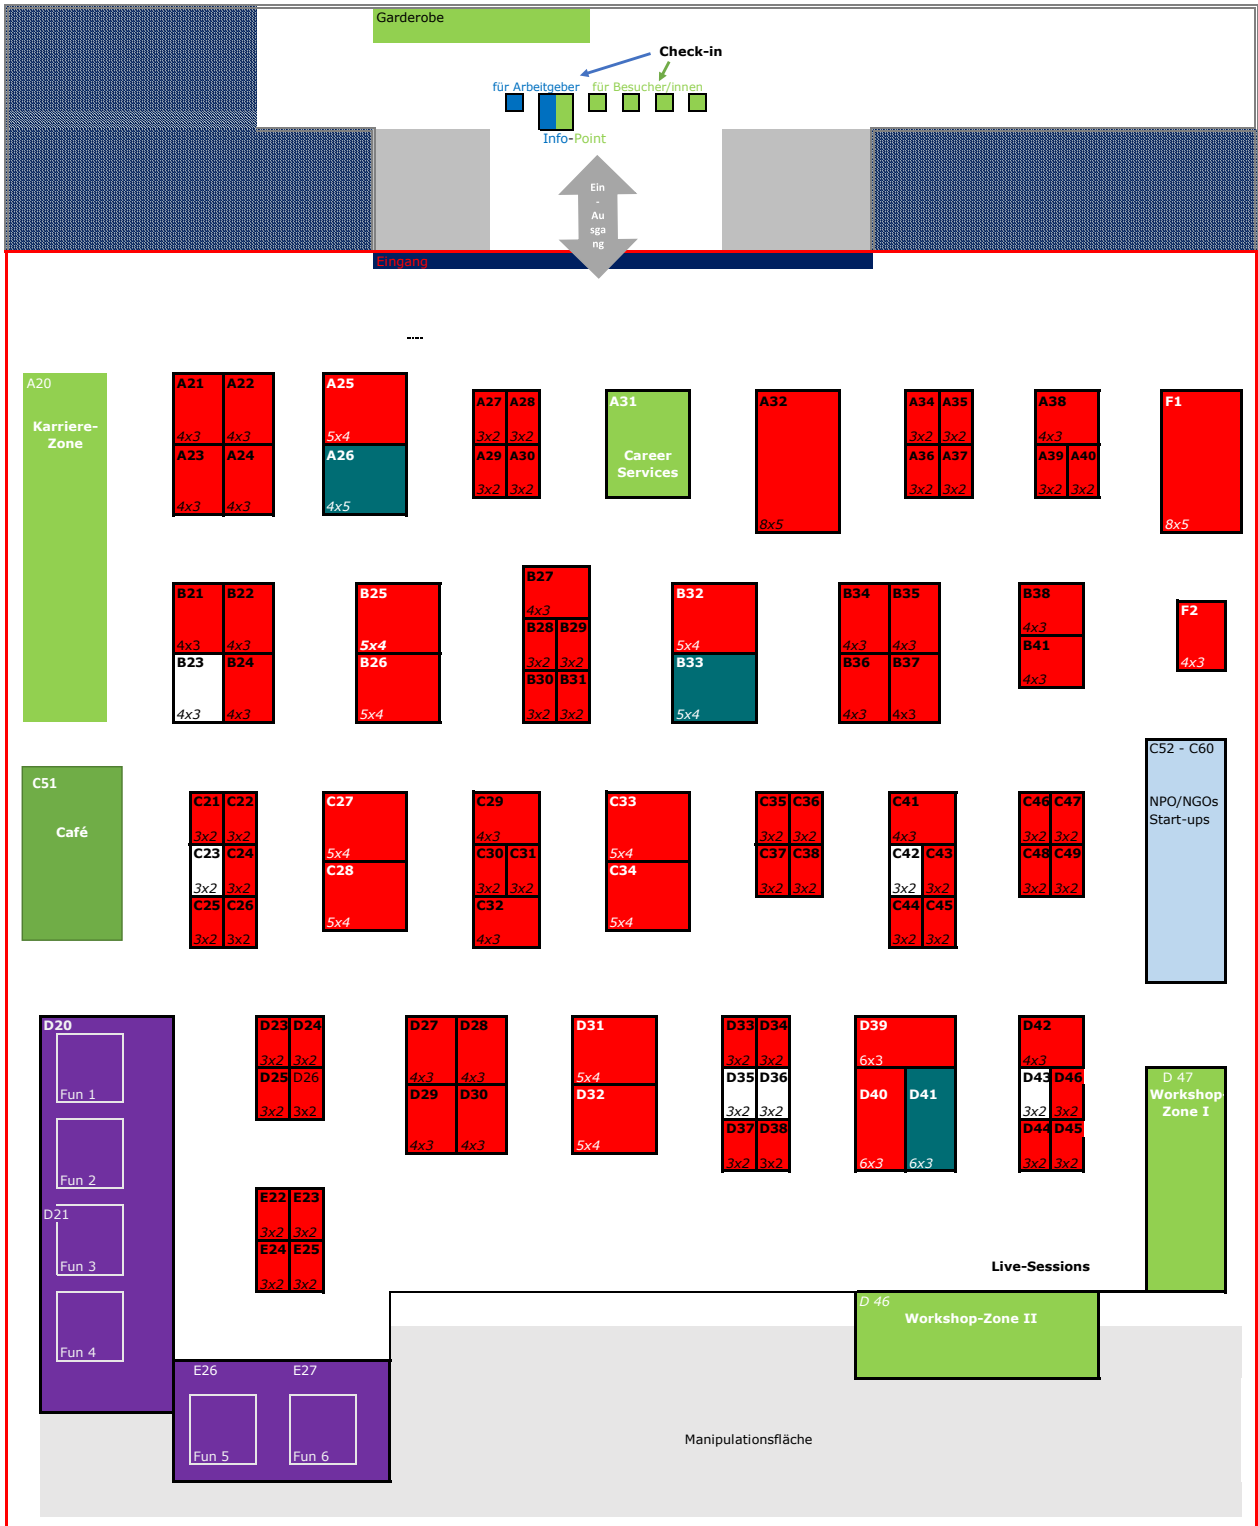 Garderobe
Check-in
für Arbeitgeber für Besucher/innen
Info-Point
Ein
-
Au
sga
ng
Eingang
A20
Karriere-
Zone
A21 A22
4x3 4x3
A23 A24
4x3 4x3
A25
5x4
A26
4x5
A27 A28
3x2 3x2
A29 A30
3x2 3x2
A31
Career
Services
A32
8x5
A34 A35
3x2 3x2
A36 A37
3x2 3x2
A38
4x3
A39 A40
3x2 3x2
F1
8x5
B21 B22
4x3 4x3
B23 B24
4x3 4x3
B25
5x4
B26
5x4
B27
4x3
B28 B29
3x2 3x2
B30 B31
3x2 3x2
B32
5x4
B33
5x4
B34 B35
4x3 4x3
B36 B37
4x3 4x3
B38
4x3
B41
4x3
F2
4x3
C51
Café
C21 C22
3x2 3x2
C23 C24
3x2 3x2
C25 C26
3x2 3x2
C27
5x4
C28
5x4
C29
4x3
C30 C31
3x2 3x2
C32
4x3
C33
5x4
C34
5x4
C35 C36
3x2 3x2
C37 C38
3x2 3x2
C41
4x3
C42 C43
3x2 3x2
C44 C45
3x2 3x2
C46 C47
3x2 3x2
C48 C49
3x2 3x2
C52 - C60
NPO/NGOs
Start-ups
D20
Fun 1
Fun 2
D21
Fun 3
Fun 4
D23 D24
3x2 3x2
D25 D26
3x2 3x2
D27 D28
4x3 4x3
D29 D30
4x3 4x3
D31
5x4
D32
5x4
D33 D34
3x2 3x2
D35 D36
3x2 3x2
D37 D38
3x2 3x2
D39
6x3
D40 D41
6x3 6x3
D42
4x3
D43 D46
3x2 3x2
D44 D45
3x2 3x2
D 47
Workshop-
Zone I
E22 E23
3x2 3x2
E24 E25
3x2 3x2
Live-Sessions
D 46
Workshop-Zone II
E26 E27
Fun 5 Fun 6
Manipulationsfläche